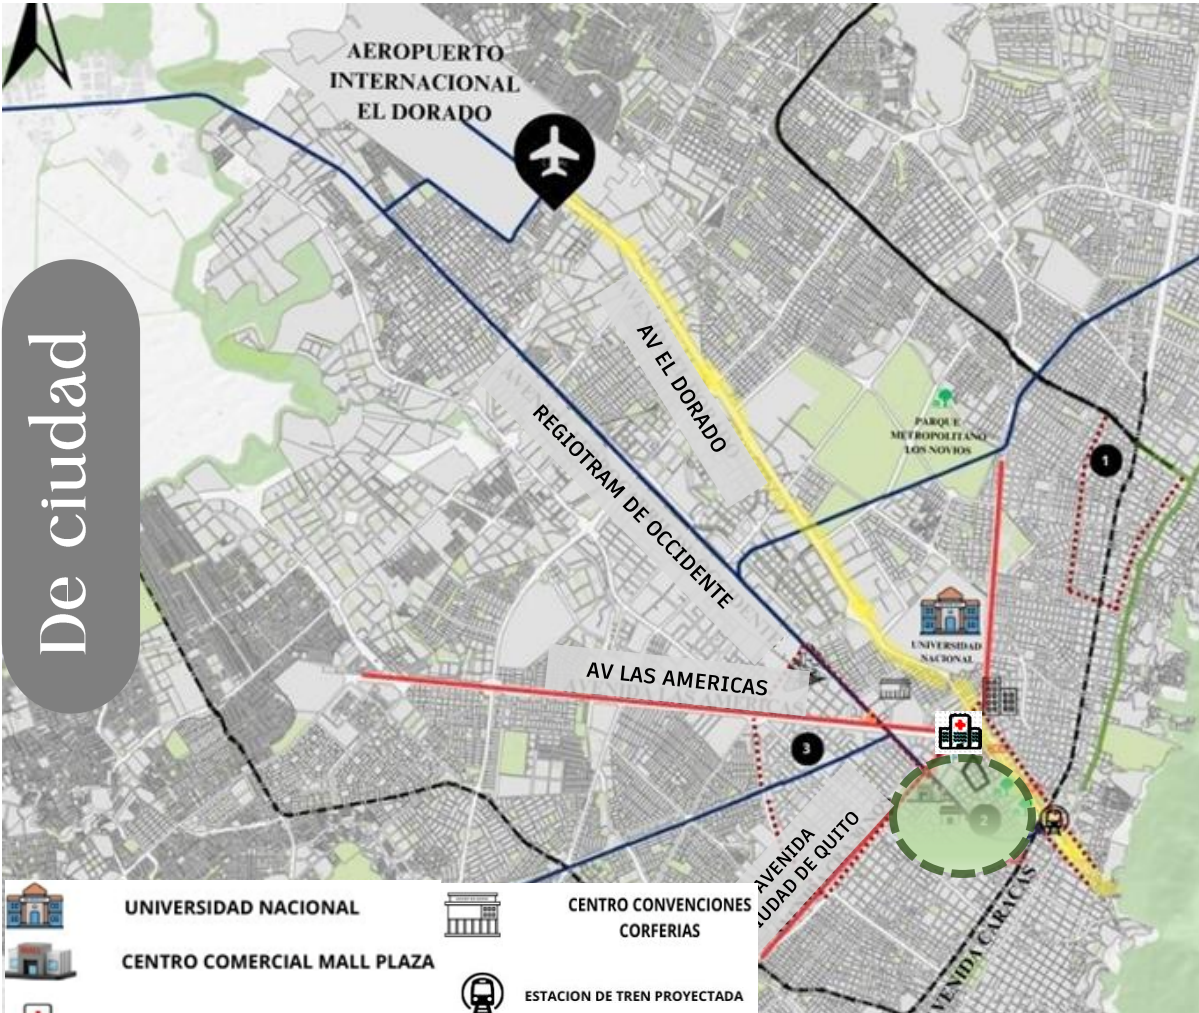 AEROPUERTO
INTERNACIONAL
EL DORADO
De ciudad
AV EL DORADO
REGIOTRAM DE OCCIDENTE
PARQUE
METROPOLITANO
LOS NOVIOS
1
UNIVERSIDAD
NACIONAL
AV LAS AMERICAS
3
2
AVENIDA
IUDAD DE QUITO
VENIDA CARACAS
UNIVERSIDAD NACIONAL
CENTRO COMERCIAL MALL PLAZA
CENTRO CONVENCIONES
CORFERIAS
ESTACION DE TREN PROYECTADA